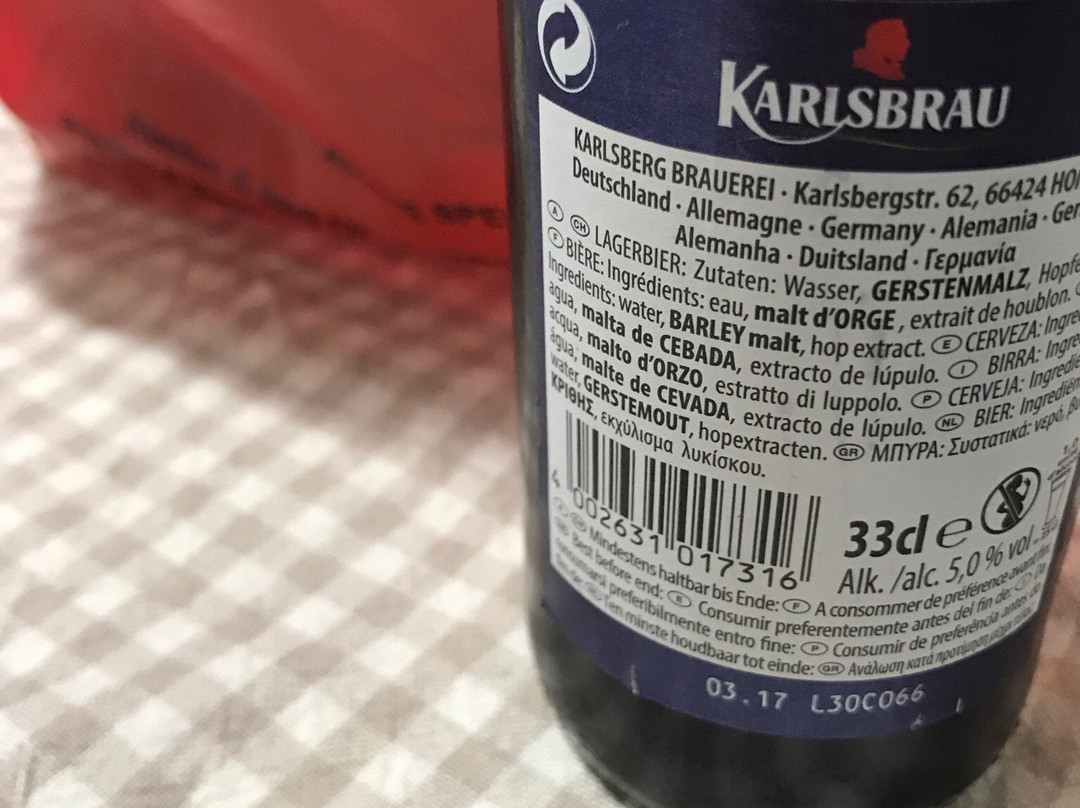 KARLSBRAU
KARLSBERG BRAUEREI · Karlsbergstr. 62, 66424
Deutschland · Allemagne · Germany · Alemania ·
Alemanha · Duitsland · Γερμανία
A CH LAGERBIER: Zutaten: Wasser, GERSTENMALZ,
F BIÈRE: Ingrédients: eau, malt d'ORGE, extrait de houblon.
Ingredients: water, BARLEY malt, hop extract. E CERVEZA:
agua, malta de CEBADA, extracto de lúpulo. I BIRRA:
acqua, malto d'ORZO, estratto di luppolo. P CERVEJA:
água, malte de CEVADA, extracto de lúpulo. NL BIER:
water, GERSTEMOUT, hopextracten. GR ΜΠΥΡΑ: Συστατικά: νερό,
ΚΡΙΘΗΣ, εκχύλισμα λυκίσκου.
4 002631 017316
33cl e
Alk. /alc. 5,0 % vol
Mindestens haltbar bis Ende: F A consommer de préférence avant
Best before end: E Consumir preferentemente antes del fin de:
preferibilmente entro fine: P Consumir de preferência antes
Ten minste houdbaar tot einde: GR Ανάλωση κατά προτίμηση
03.17 L30C066
SPE